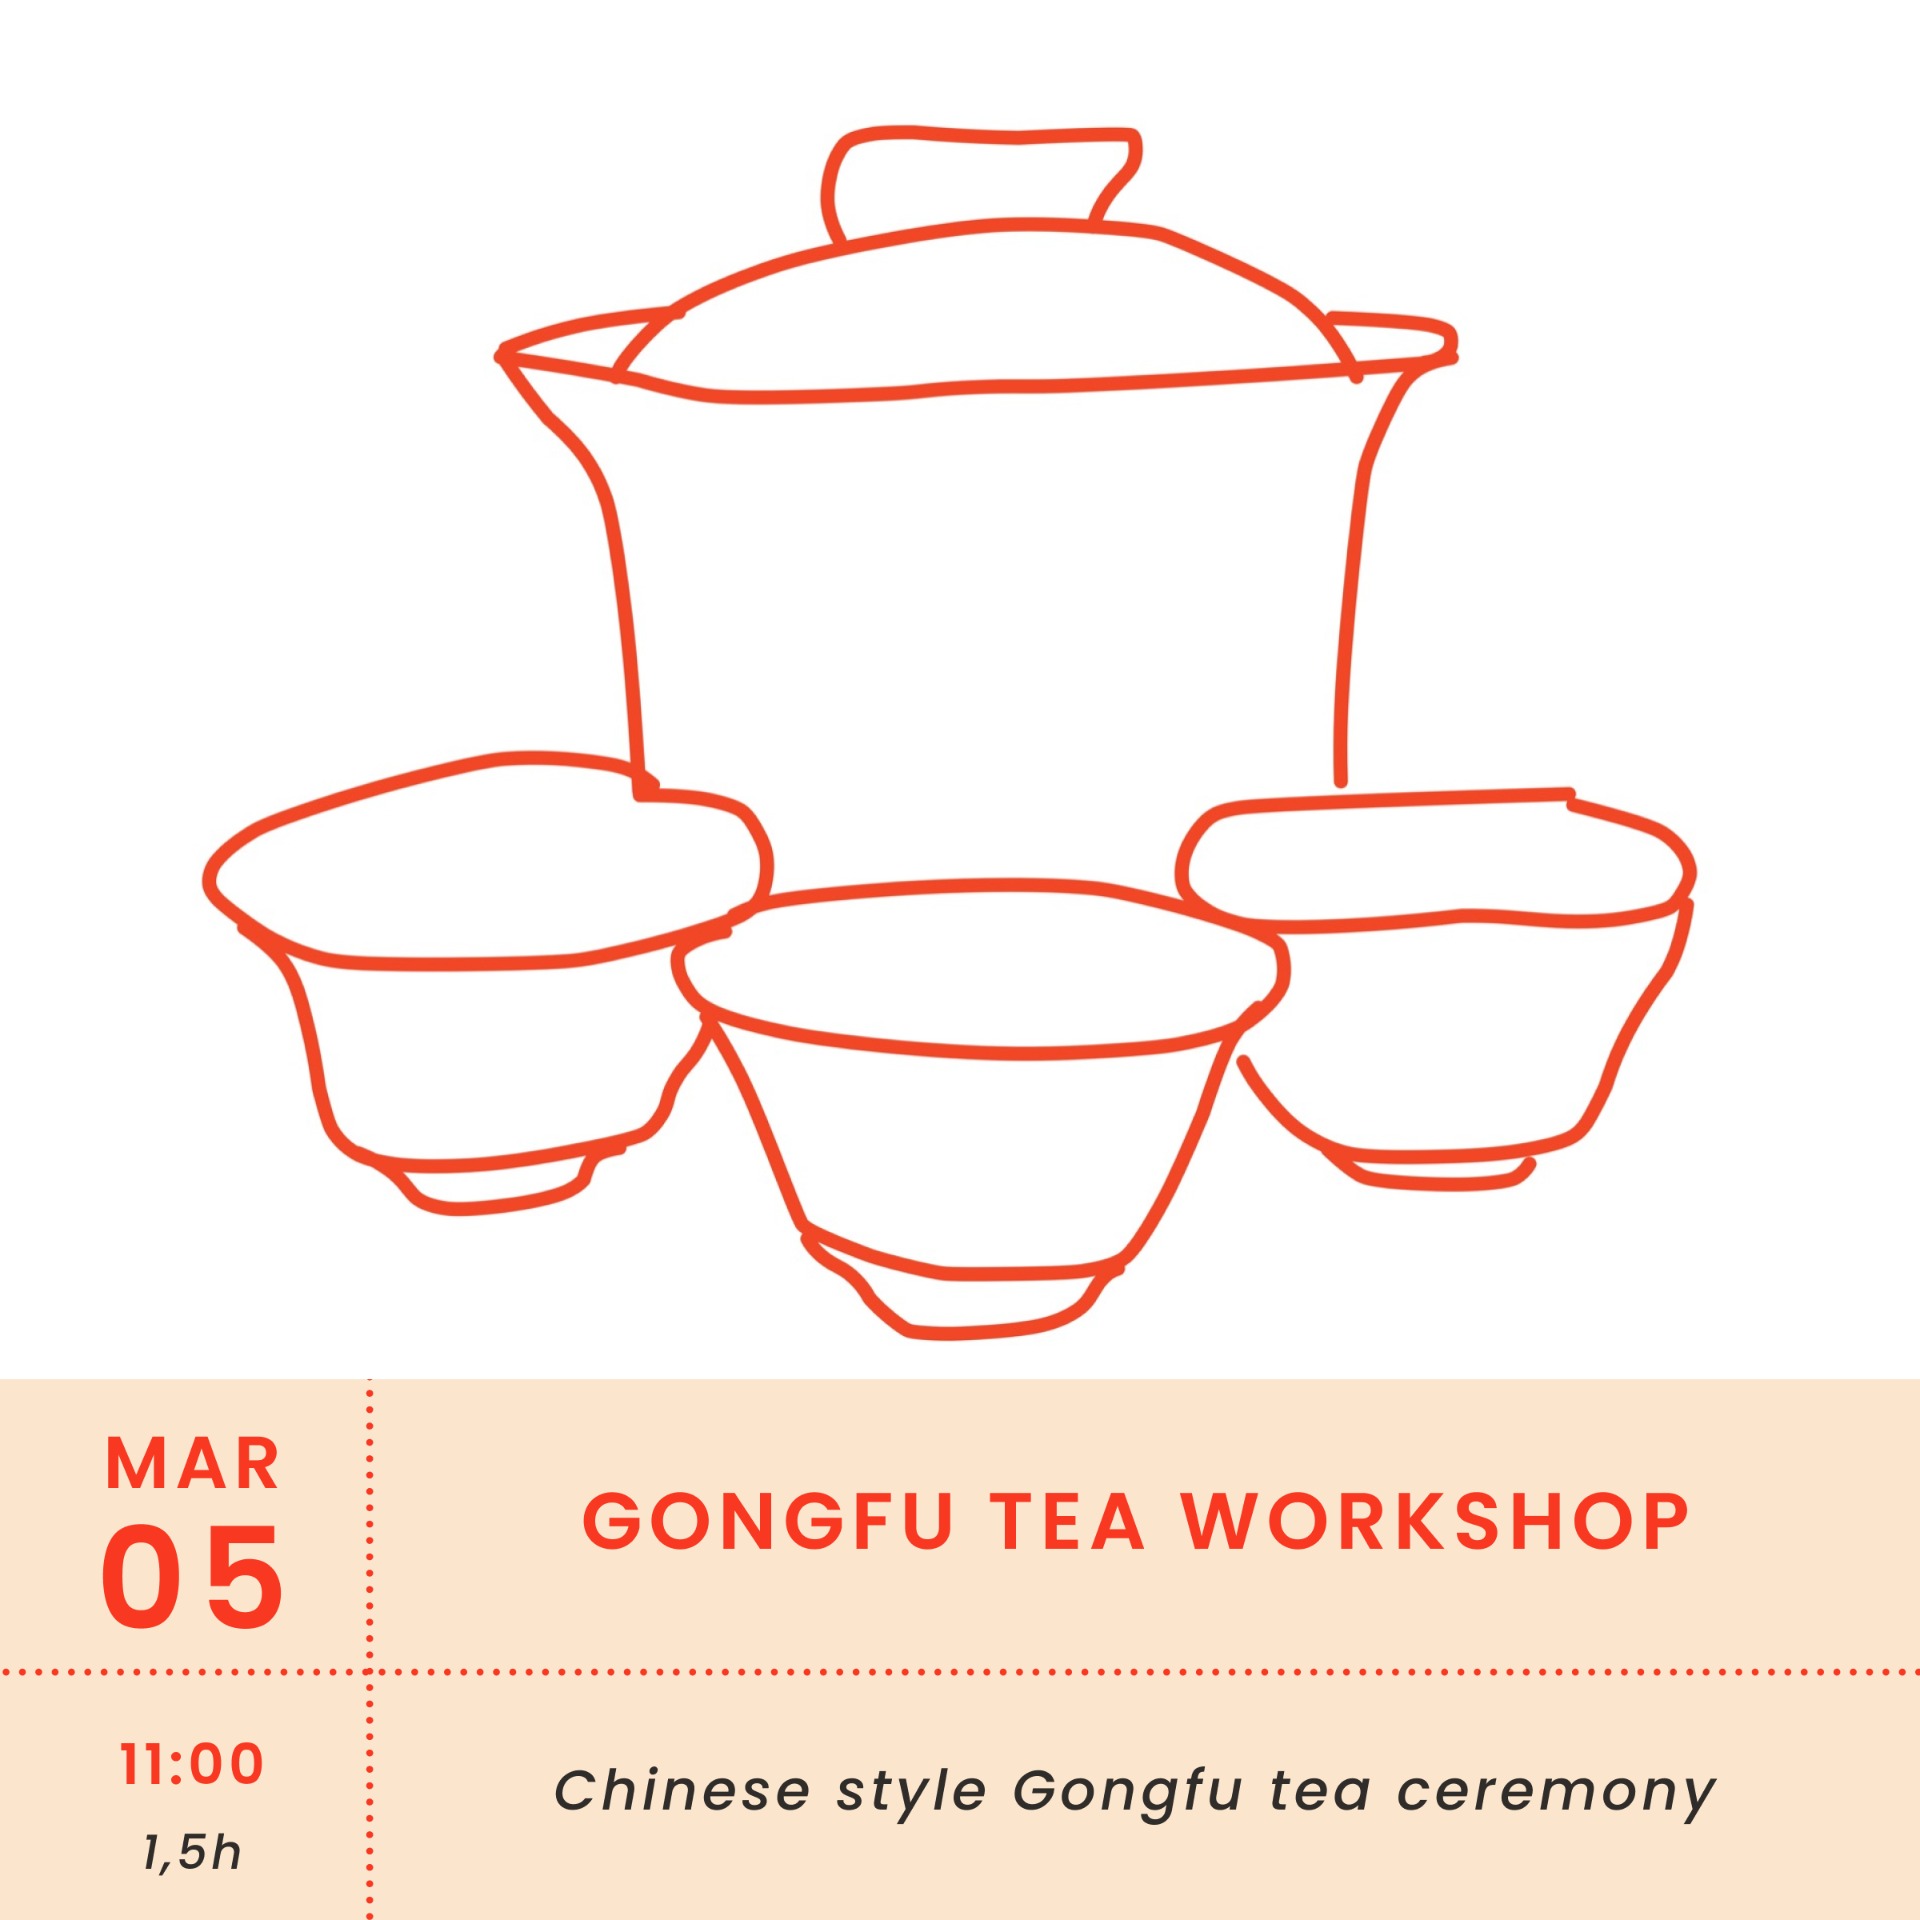 MAR
05
GONGFU TEA WORKSHOP
11:00
1,5h
Chinese style Gongfu tea ceremony